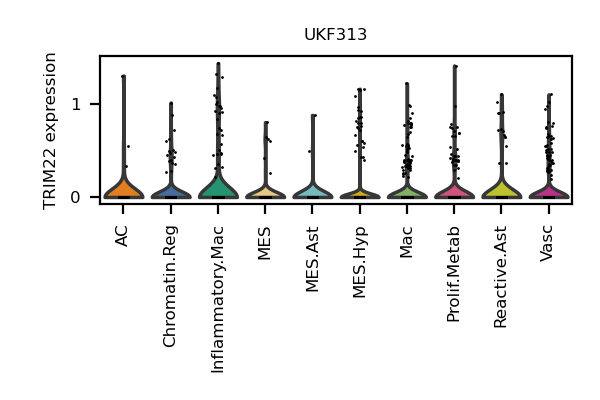 UKF313
TRIM22 expression
1
0
AC
Chromatin.Reg
Inflammatory.Mac
MES
MES.Ast
MES.Hyp
Mac
Prolif.Metab
Reactive.Ast
Vasc